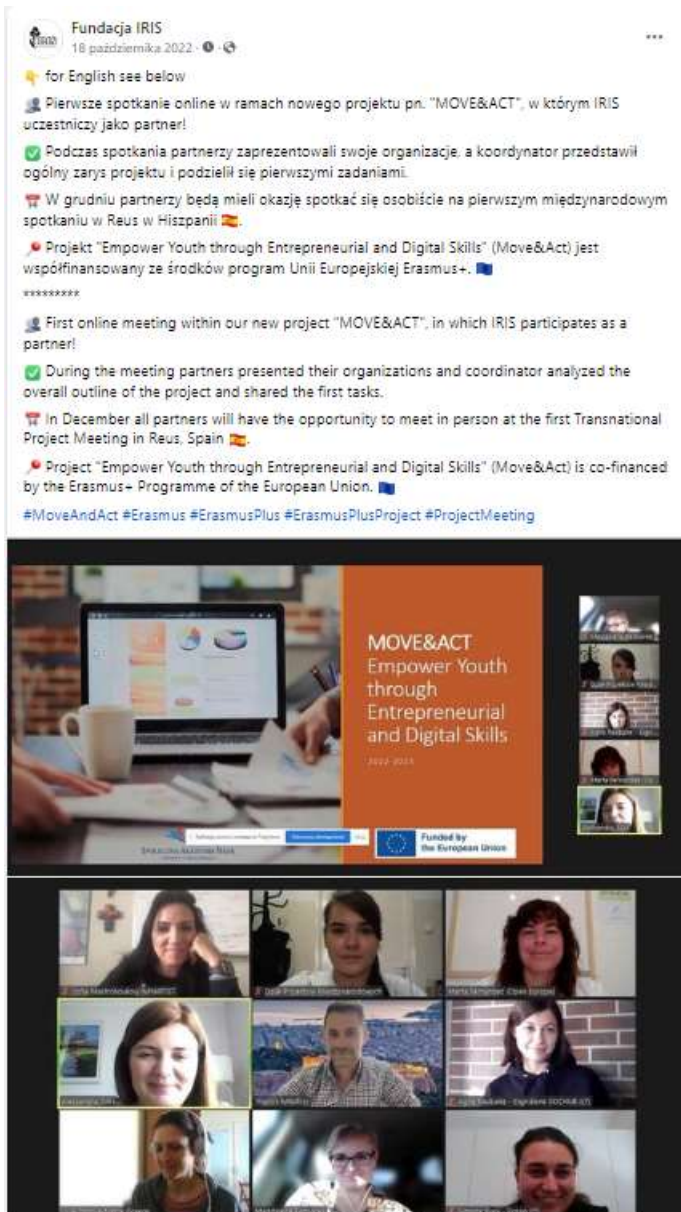 Fundacja IRIS
18 października 2022 ·
for English see below
Pierwsze spotkanie online w ramach nowego projektu pn. "MOVE&ACT", w którym IRIS
uczestniczy jako partner!
Podczas spotkania partnerzy zaprezentowali swoje organizacje, a koordynator przedstawił
ogólny zarys projektu i podzielił się pierwszymi zadaniami.
W grudniu partnerzy będą mieli okazję spotkać się osobiście na pierwszym międzynarodowym
spotkaniu w Reus w Hiszpanii 🇪🇸.
Projekt "Empower Youth through Entrepreneurial and Digital Skills" (Move&Act) jest
współfinansowany ze środków program Unii Europejskiej Erasmus+. 🇪🇺
*********
First online meeting within our new project "MOVE&ACT", in which IRIS participates as a
partner!
During the meeting partners presented their organizations and coordinator analyzed the
overall outline of the project and shared the first tasks.
In December all partners will have the opportunity to meet in person at the first Transnational
Project Meeting in Reus, Spain 🇪🇸.
Project "Empower Youth through Entrepreneurial and Digital Skills" (Move&Act) is co-financed
by the Erasmus+ Programme of the European Union. 🇪🇺
#MoveAndAct #Erasmus #ErasmusPlus #ErasmusPlusProject #ProjectMeeting
MOVE&ACT
Empower Youth
through
Entrepreneurial
and Digital Skills
Społeczna Akademia Nauk
Funded by
the European Union